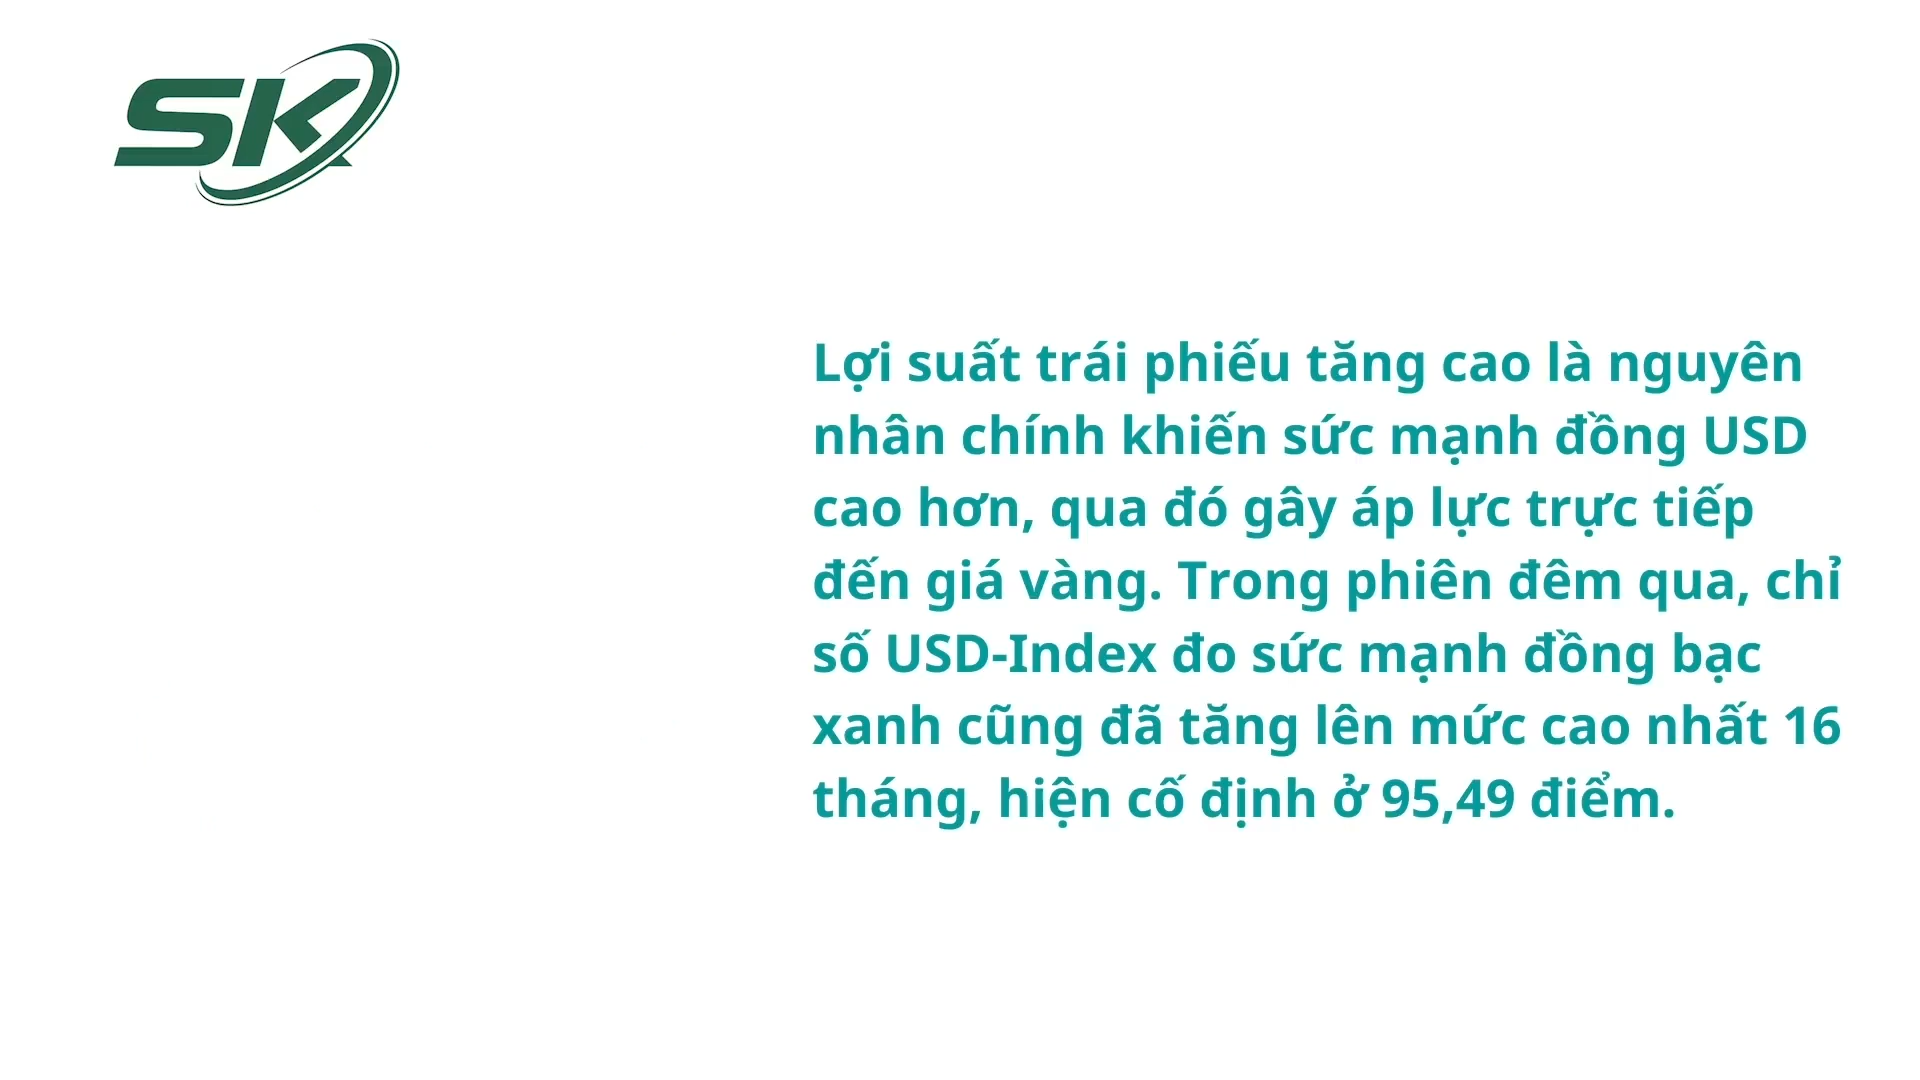 SK
Lợi suất trái phiếu tăng cao là nguyên
nhân chính khiến sức mạnh đồng USD
cao hơn, qua đó gây áp lực trực tiếp
đến giá vàng. Trong phiên đêm qua, chỉ
số USD-Index đo sức mạnh đồng bạc
xanh cũng đã tăng lên mức cao nhất 16
tháng, hiện cố định ở 95,49 điểm.